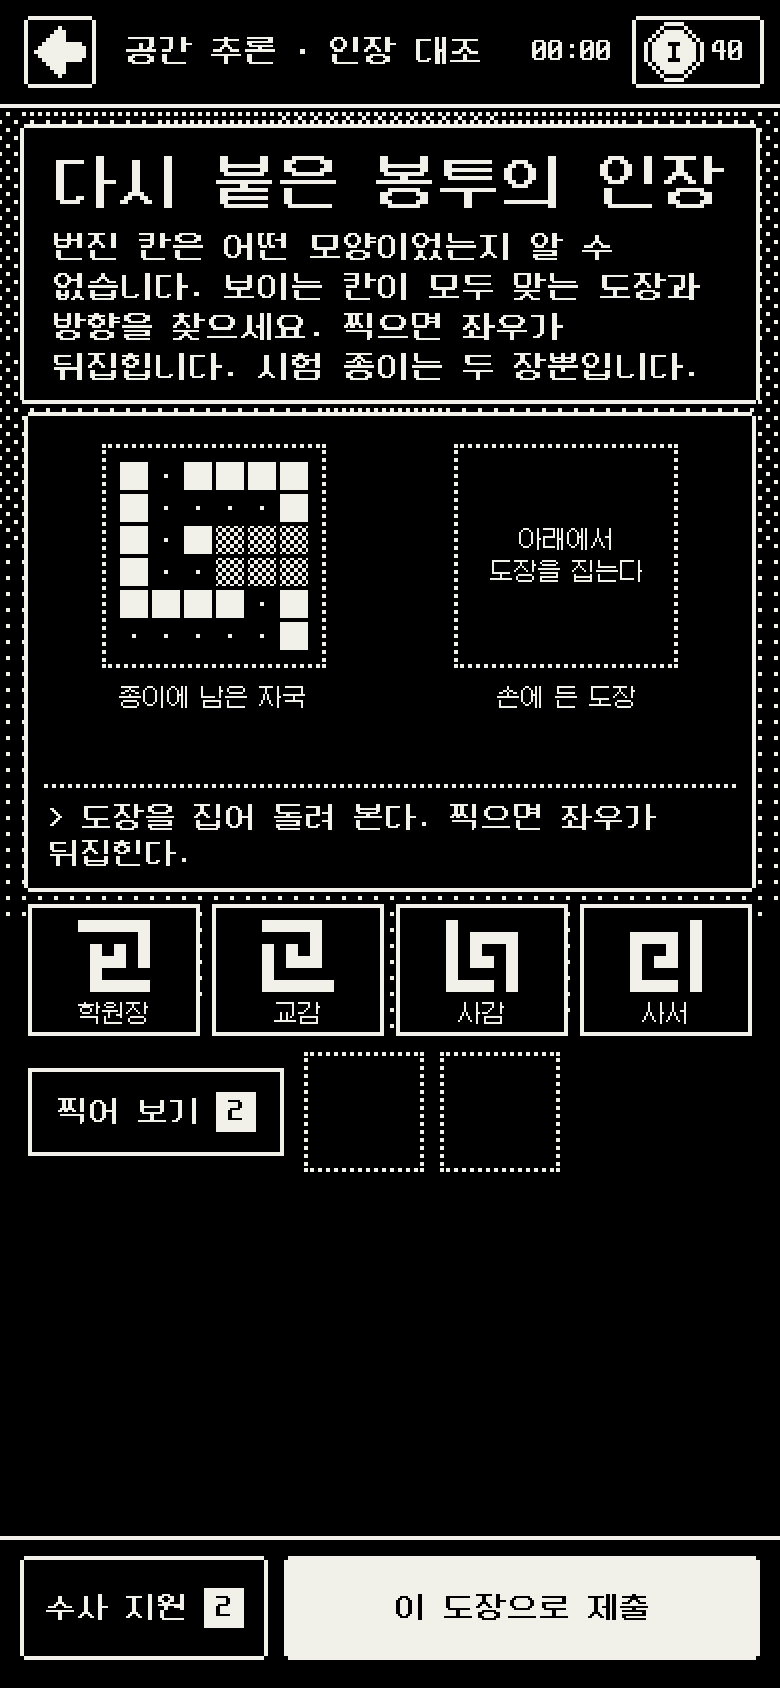 공간 추론 · 인장 대조 00:00 I 40
다시 붙은 봉투의 인장
번진 칸은 어떤 모양이었는지 알 수
없습니다. 보이는 칸이 모두 맞는 도장과
방향을 찾으세요. 찍으면 좌우가
뒤집힙니다. 시험 종이는 두 장뿐입니다.
아래에서
도장을 집는다
종이에 남은 자국
손에 든 도장
> 도장을 집어 돌려 본다. 찍으면 좌우가
뒤집힌다.
학원장
교감
사감
사서
찍어 보기 2
수사 지원 2
이 도장으로 제출